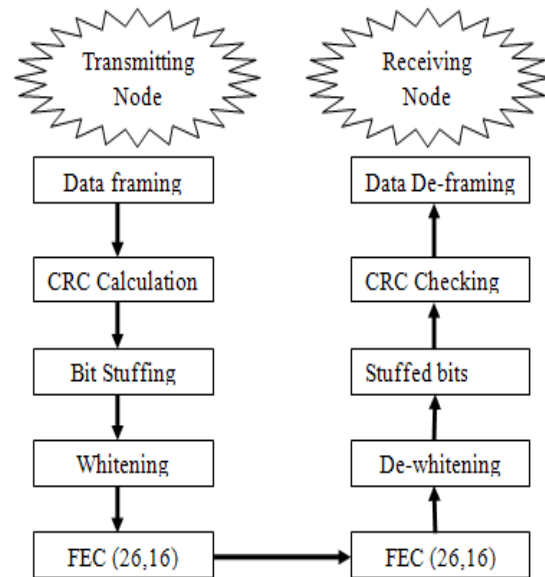 Transmitting
Node
Data framing
CRC Calculation
Bit Stuffing
Whitening
FEC (26,16)
Receiving
Node
Data De-framing
CRC Checking
Stuffed bits
De-whitening
FEC (26,16)